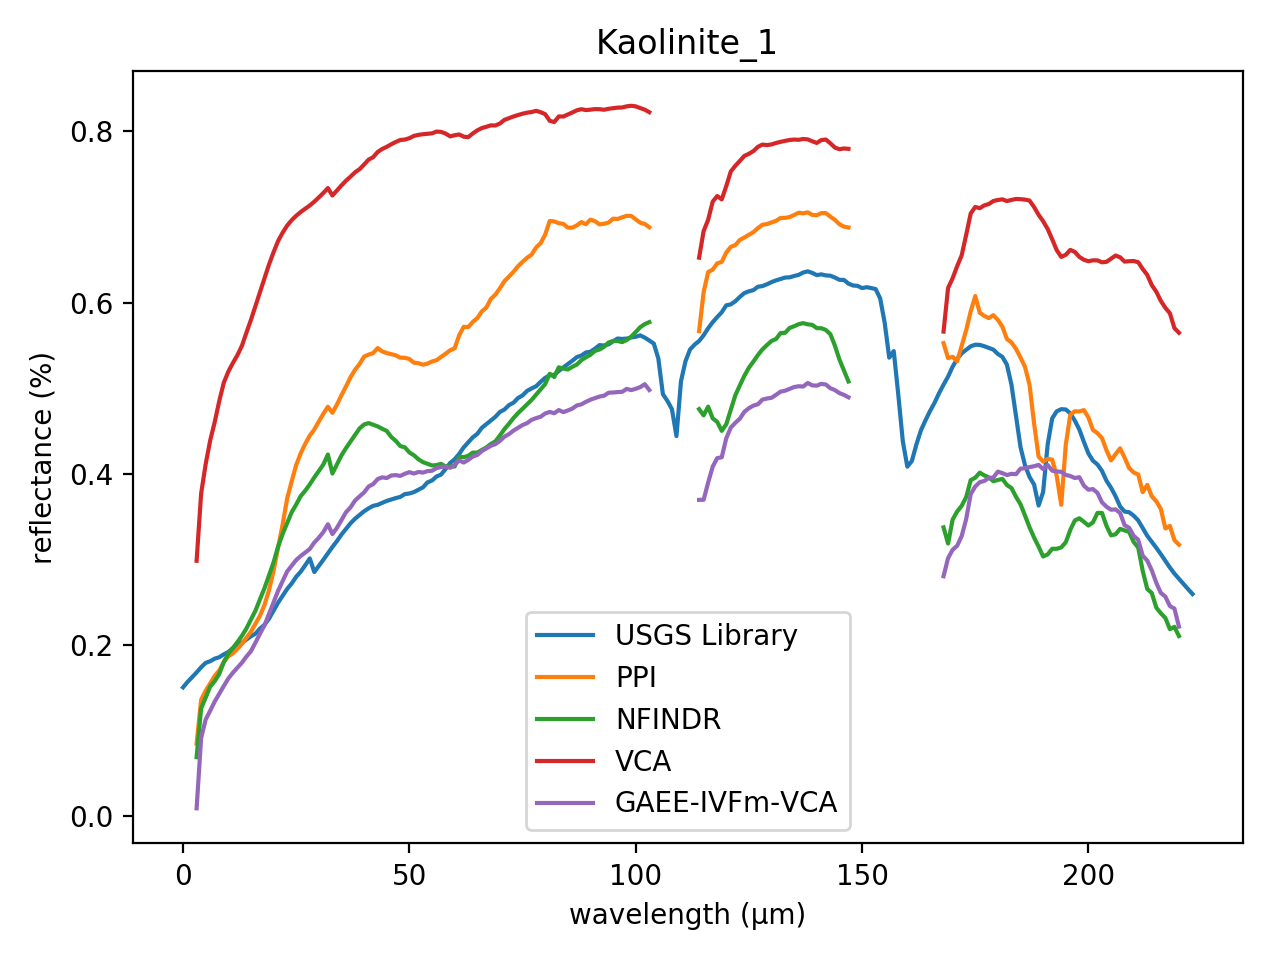 Kaolinite_1
reflectance (%)
0.8
0.6
0.4
0.2
0.0
USGS Library
PPI
NFINDR
VCA
GAEE-IVFm-VCA
0 50 100 150 200
wavelength (μm)